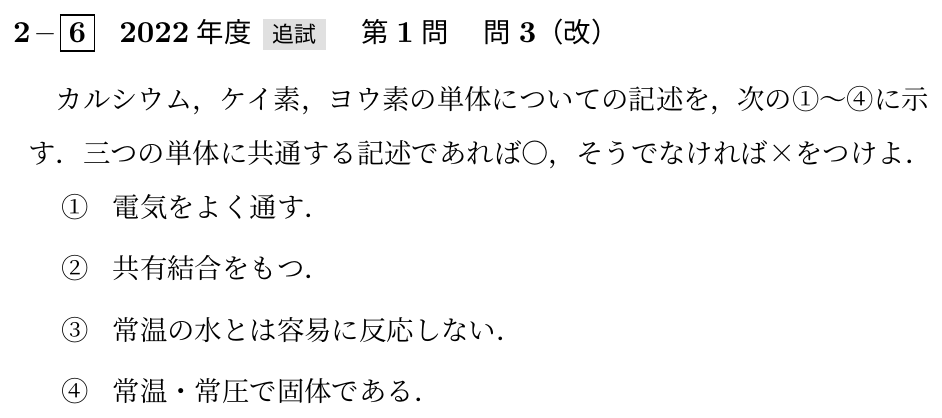 2－6 2022 年度 追試 第 1 問 問 3（改）
カルシウム，ケイ素，ヨウ素の単体についての記述を，次の①〜④に示
す．三つの単体に共通する記述であれば○，そうでなければ×をつけよ．
① 電気をよく通す．
② 共有結合をもつ．
③ 常温の水とは容易に反応しない．
④ 常温・常圧で固体である．